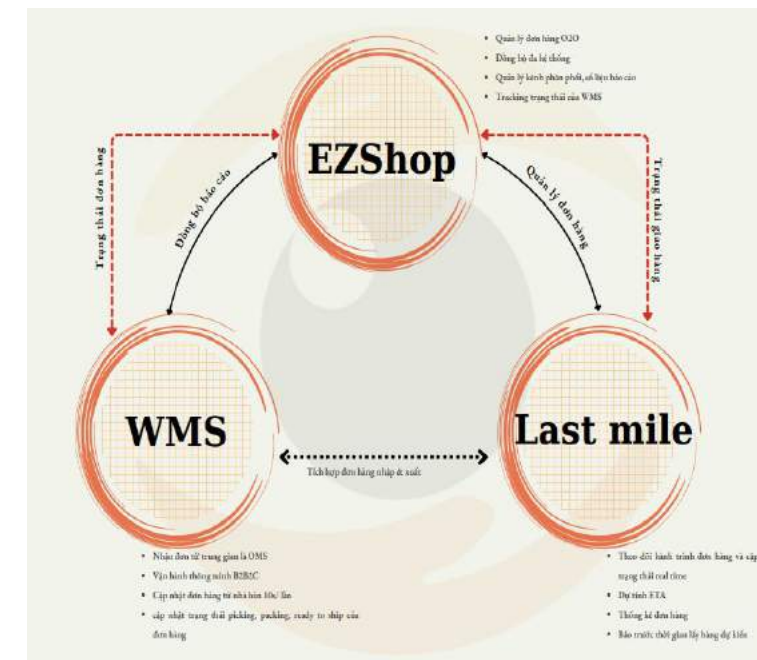 • Quản lý đơn hàng O2O
• Đồng bộ đa hệ thống
• Quản lý kênh phân phối, số liệu báo cáo
• Tracking trạng thái của WMS
EZShop
Trạng thái đơn hàng
Đồng bộ báo cáo
Quản lý đơn hàng
Trạng thái giao hàng
WMS
Last mile
Tích hợp đơn hàng nhập & xuất
• Nhận đơn từ trung gian là OMS
• Vận hành thông minh B2B2C
• Cập nhật đơn hàng từ nhà bán 10s/ lần
• cập nhật trạng thái picking, packing, ready to ship của
đơn hàng
• Theo dõi hành trình đơn hàng và cập
trạng thái real time
• Dự tính ETA
• Thống kê đơn hàng
• Báo trước thời gian lấy hàng dự kiến